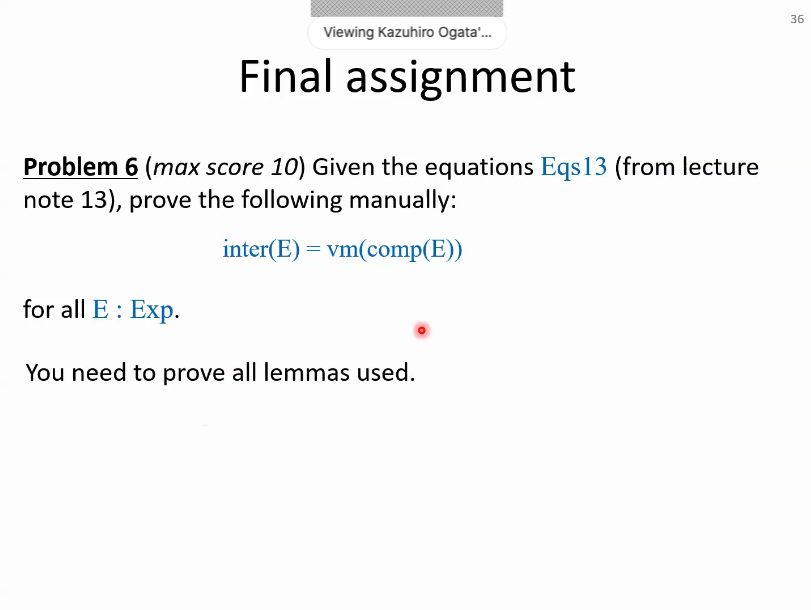 36
Viewing Kazuhiro Ogata'...
Final assignment
Problem 6 (max score 10) Given the equations Eqs13 (from lecture
note 13), prove the following manually:
inter(E) = vm(comp(E))
for all E : Exp.
You need to prove all lemmas used.